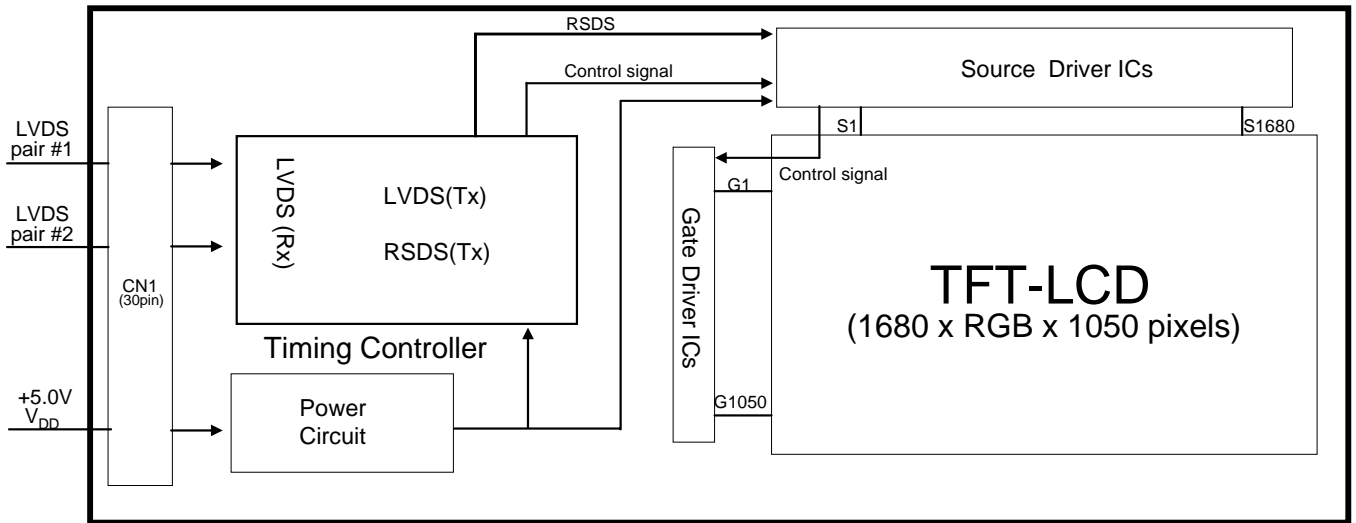 RSDS
Control signal
Source Driver ICs
S1
S1680
LVDS
pair #1
LVDS
pair #2
CN1
(30pin)
LVDS (Rx)
LVDS(Tx)
RSDS(Tx)
Timing Controller
Control signal
G1
Gate Driver ICs
G1050
TFT-LCD
(1680 x RGB x 1050 pixels)
+5.0V
VDD
Power
Circuit